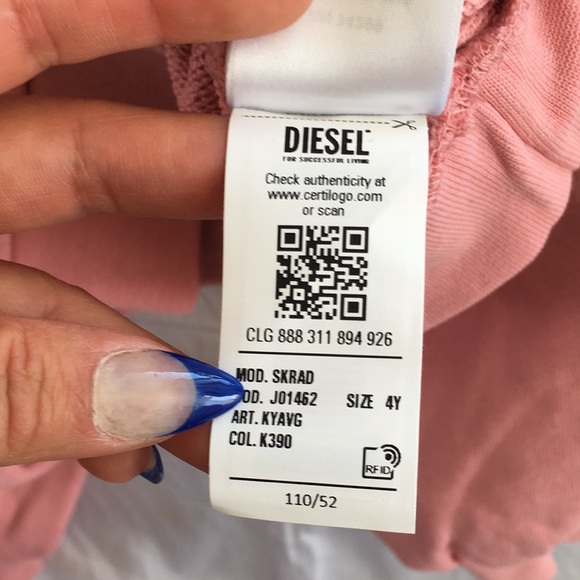 DIESEL
FOR SUCCESSFUL LIVING
Check authenticity at
www.certilogo.com
or scan
CLG 888 311 894 926
MOD. SKRAD
OD. J01462 SIZE 4Y
ART. KYAVG
COL. K390
RFID
110/52